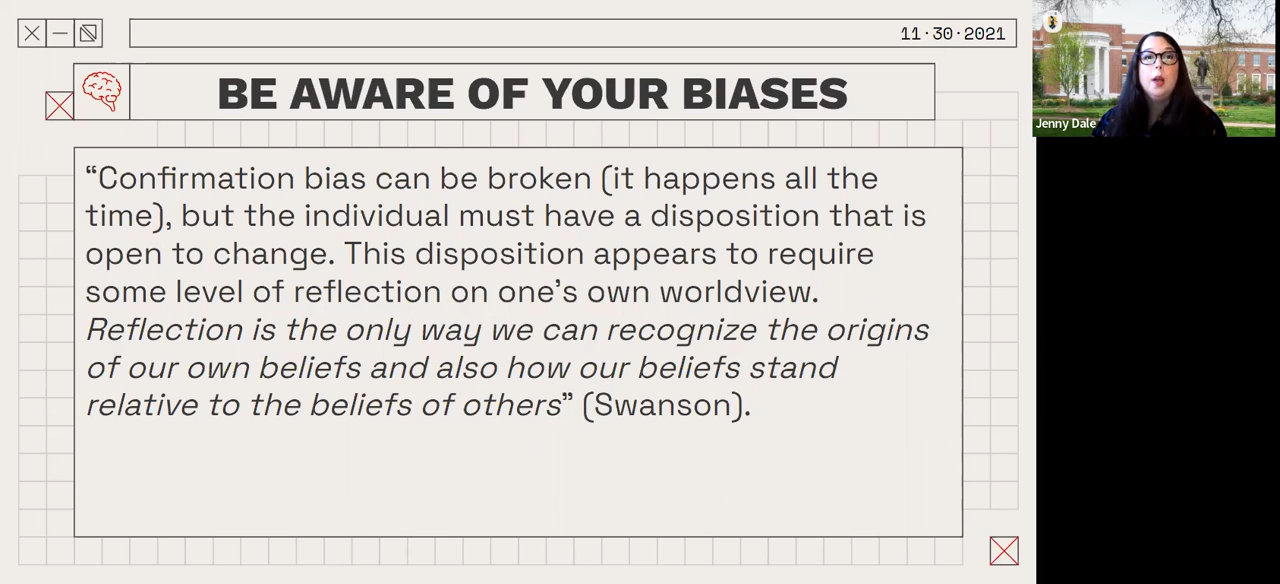 11·30·2021
BE AWARE OF YOUR BIASES
“Confirmation bias can be broken (it happens all the
time), but the individual must have a disposition that is
open to change. This disposition appears to require
some level of reflection on one’s own worldview.
Reflection is the only way we can recognize the origins
of our own beliefs and also how our beliefs stand
relative to the beliefs of others” (Swanson).
Jenny Dale